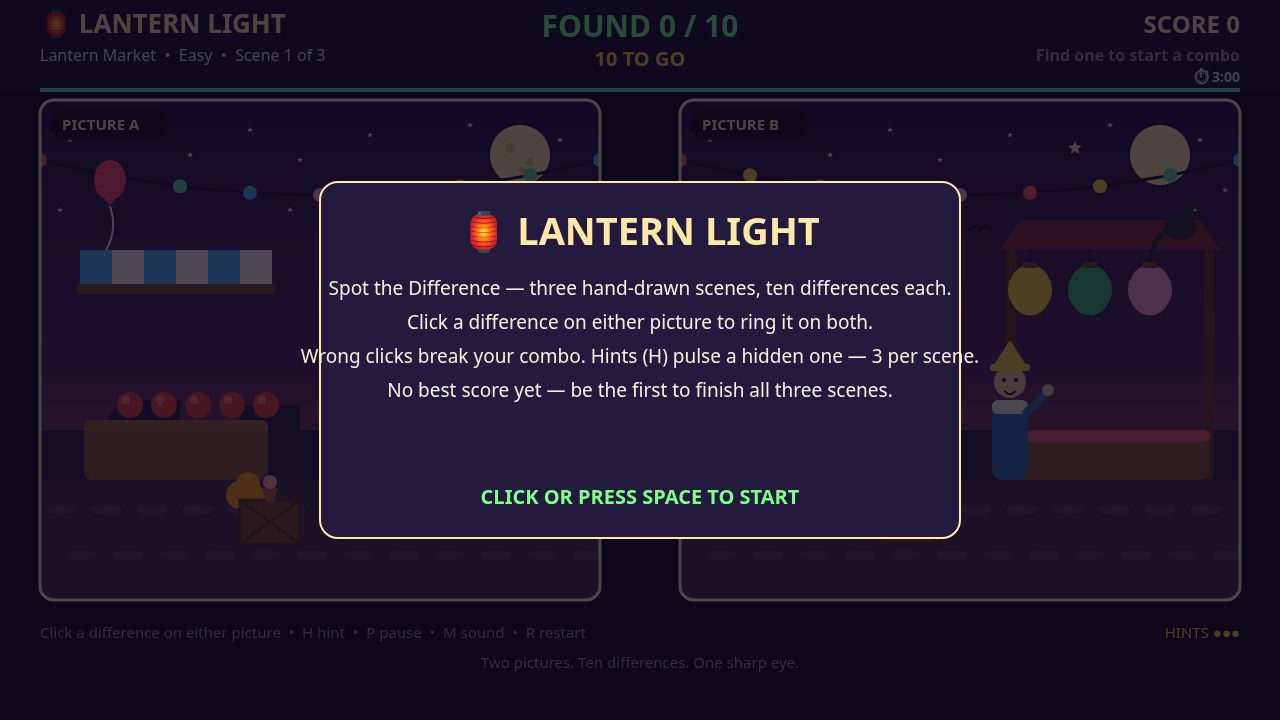 LANTERN LIGHT
Lantern Market • Easy • Scene 1 of 3
FOUND 0 / 10
10 TO GO
SCORE 0
Find one to start a combo
3:00
PICTURE A
PICTURE B
LANTERN LIGHT
Spot the Difference — three hand-drawn scenes, ten differences each.
Click a difference on either picture to ring it on both.
Wrong clicks break your combo. Hints (H) pulse a hidden one — 3 per scene.
No best score yet — be the first to finish all three scenes.
CLICK OR PRESS SPACE TO START
Click a difference on either picture • H hint • P pause • M sound • R restart
HINTS ●●●
Two pictures. Ten differences. One sharp eye.